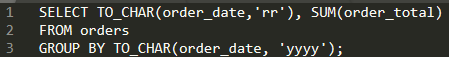 1 SELECT TO_CHAR(order_date,'rr'), SUM(order_total)
2 FROM orders
3 GROUP BY TO_CHAR(order_date, 'yyyy');